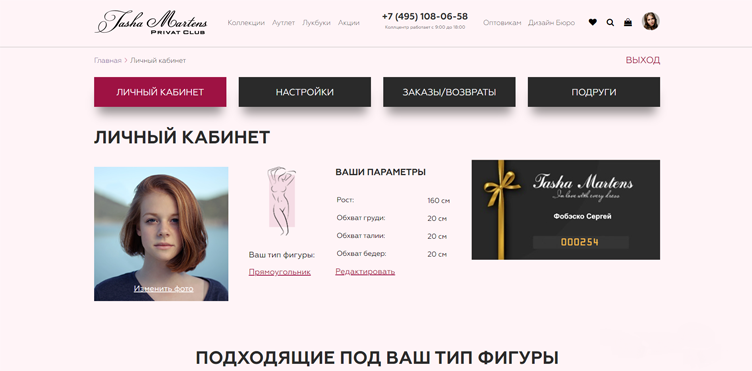 Tasha Martens
PRIVAT CLUB
Коллекции Аутлет Лукбуки Акции
+7 (495) 108-06-58
Коллцентр работает с 9:00 до 18:00
Оптовикам Дизайн Бюро
Главная > Личный кабинет
ВЫХОД
ЛИЧНЫЙ КАБИНЕТ
НАСТРОЙКИ
ЗАКАЗЫ/ВОЗВРАТЫ
ПОДРУГИ
ЛИЧНЫЙ КАБИНЕТ
Изменить фото
Ваш тип фигуры:
Прямоугольник
ВАШИ ПАРАМЕТРЫ
Рост: 160 см
Обхват груди: 20 см
Обхват талии: 20 см
Обхват бедер: 20 см
Редактировать
Tasha Martens
In love with every dress
Фобэско Сергей
000254
ПОДХОДЯЩИЕ ПОД ВАШ ТИП ФИГУРЫ